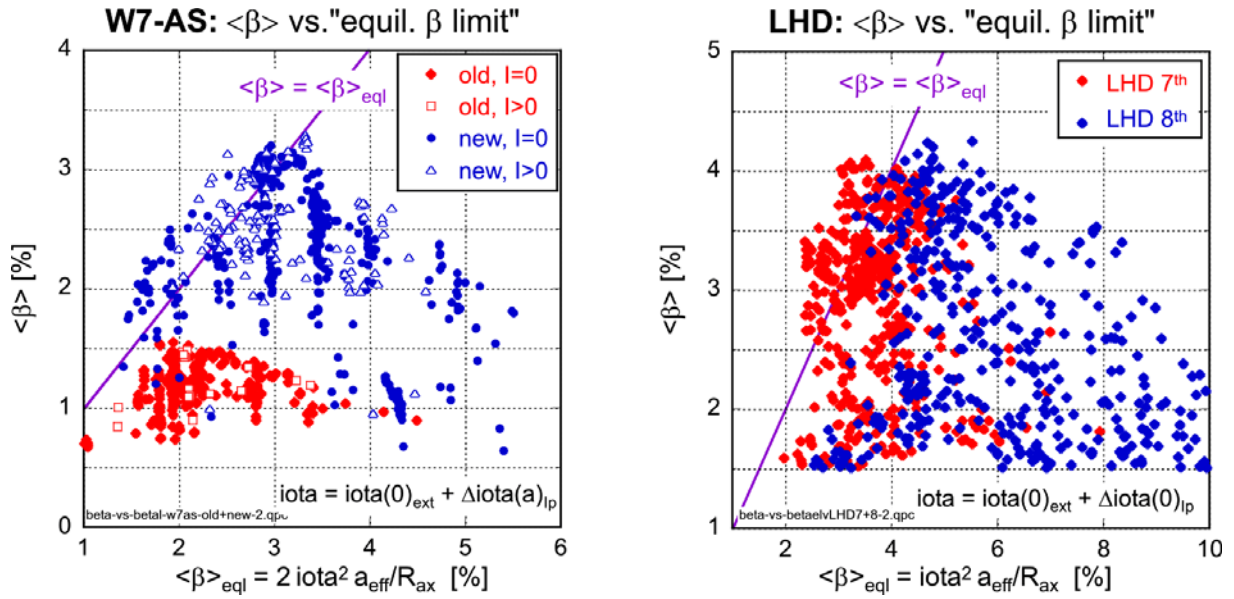 W7-AS: <β> vs."equil. β limit"
4
3
2
1
0
<β> [%]
<β> = <β>eql
old, I=0
old, I>0
new, I=0
new, I>0
iota = iota(0)ext + Δiota(a)Ip
beta-vs-betal-w7as-old+new-2.qpc
1 2 3 4 5 6
<β>eql = 2 iota² aeff/Rax [%]
LHD: <β> vs."equil. β limit"
5
4
3
2
1
<β> [%]
<β> = <β>eql
LHD 7th
LHD 8th
iota = iota(0)ext + Δiota(0)Ip
beta-vs-betaelvLHD7+8-2.qpc
2 4 6 8 10
<β>eql = iota² aeff/Rax [%]